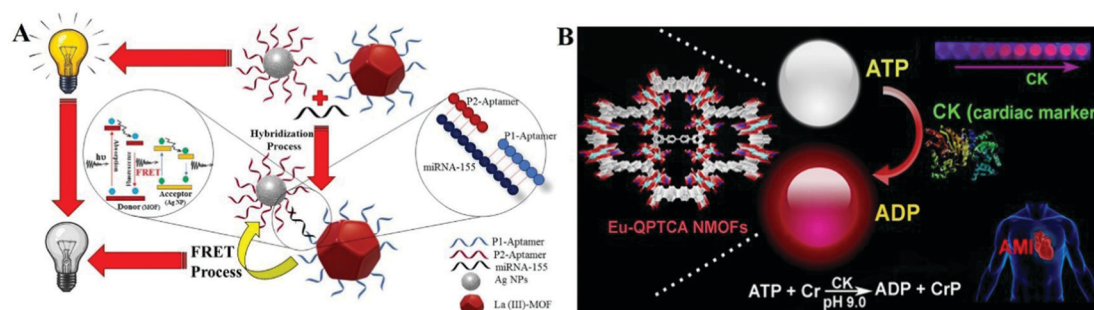 A
Hybridization
Process
P2-Aptamer
P1-Aptamer
miRNA-155
hυ
Absorption
Fluorescence
FRET
Donor (MOF)
Acceptor
(Ag NP)
FRET
Process
P1-Aptamer
P2-Aptamer
miRNA-155
Ag NPs
La (III)-MOF
B
ATP
CK
CK (cardiac marker
ADP
Eu-QPTCA NMOFs
AMI
ATP + Cr CK pH 9.0 ADP + CrP